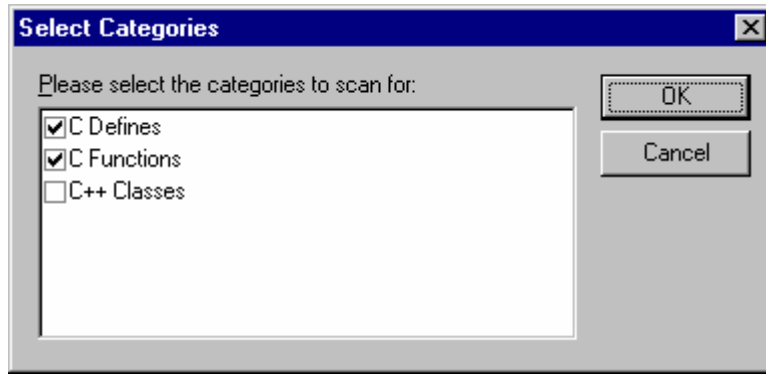 Select Categories
Please select the categories to scan for:
C Defines
C Functions
C++ Classes
OK
Cancel